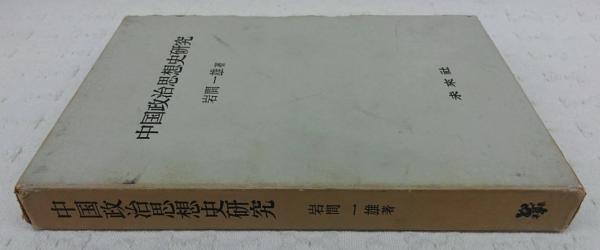 中国政治思想史研究
岩間一雄著
未來社
中国政治思想史研究
岩間一雄著